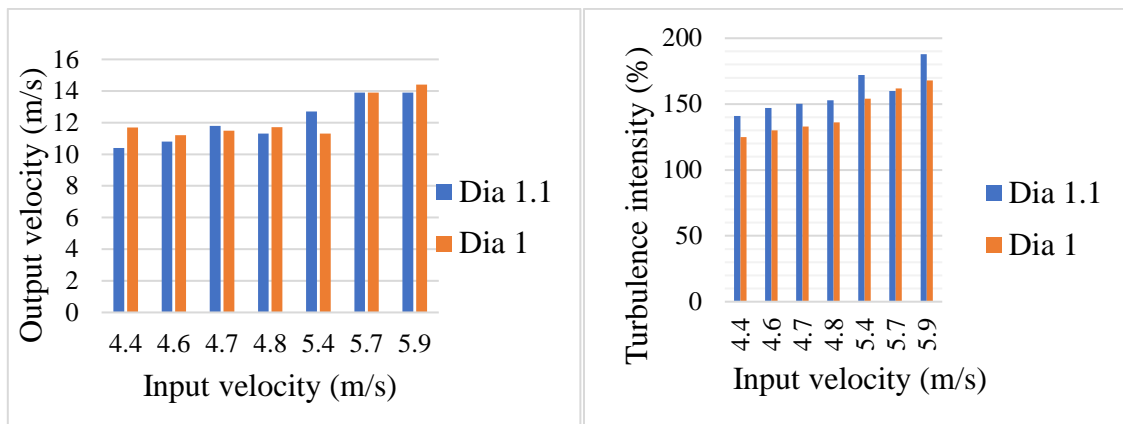 Output velocity (m/s)
16
14
12
10
8
6
4
2
0
4.4 4.6 4.7 4.8 5.4 5.7 5.9
Input velocity (m/s)
Dia 1.1
Dia 1
Turbulence intensity (%)
200
150
100
50
0
4.4 4.6 4.7 4.8 5.4 5.7 5.9
Input velocity (m/s)
Dia 1.1
Dia 1